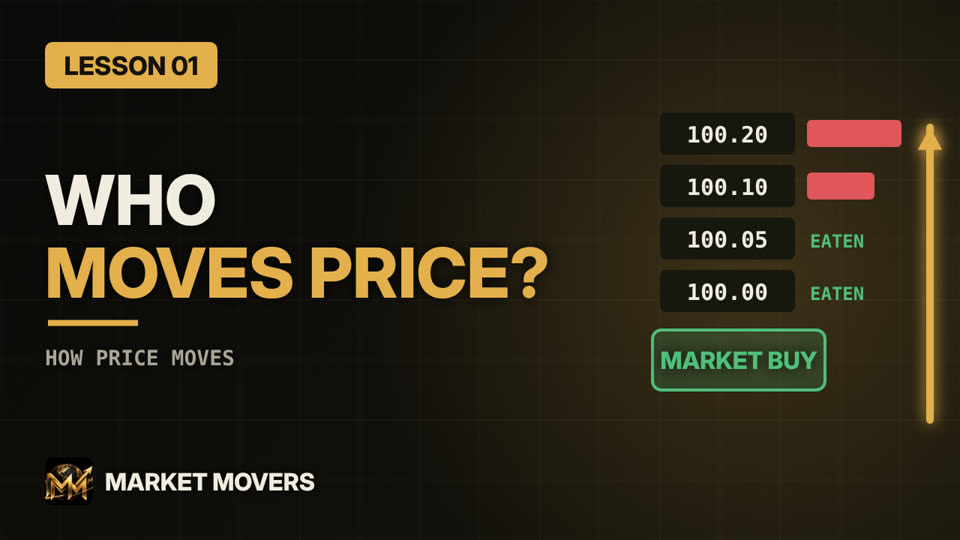 LESSON 01
WHO
MOVES PRICE?
HOW PRICE MOVES
100.20
100.10
100.05 EATEN
100.00 EATEN
MARKET BUY
MM
MARKET MOVERS